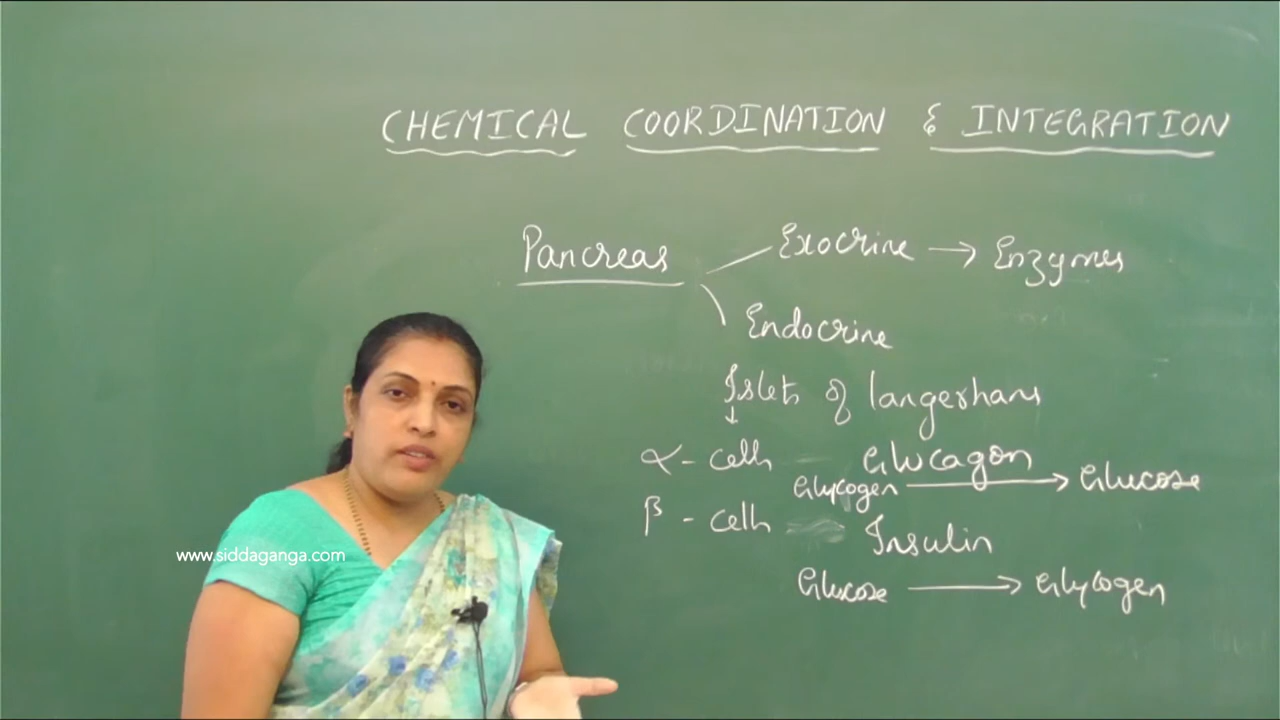 CHEMICAL COORDINATION & INTEGRATION
Pancreas Exocrine → Enzymes
Endocrine
Islets of langerhans
↓
α - cells - Glucagon
Glycogen → Glucose
β - cells - Insulin
www.siddaganga.com
Glucose → Glycogen